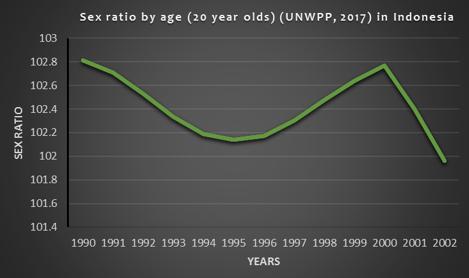 Sex ratio by age (20 year olds) (UNWPP, 2017) in Indonesia
103
102.8
102.6
102.4
102.2
102
101.8
101.6
101.4
SEX RATIO
1990 1991 1992 1993 1994 1995 1996 1997 1998 1999 2000 2001 2002
YEARS